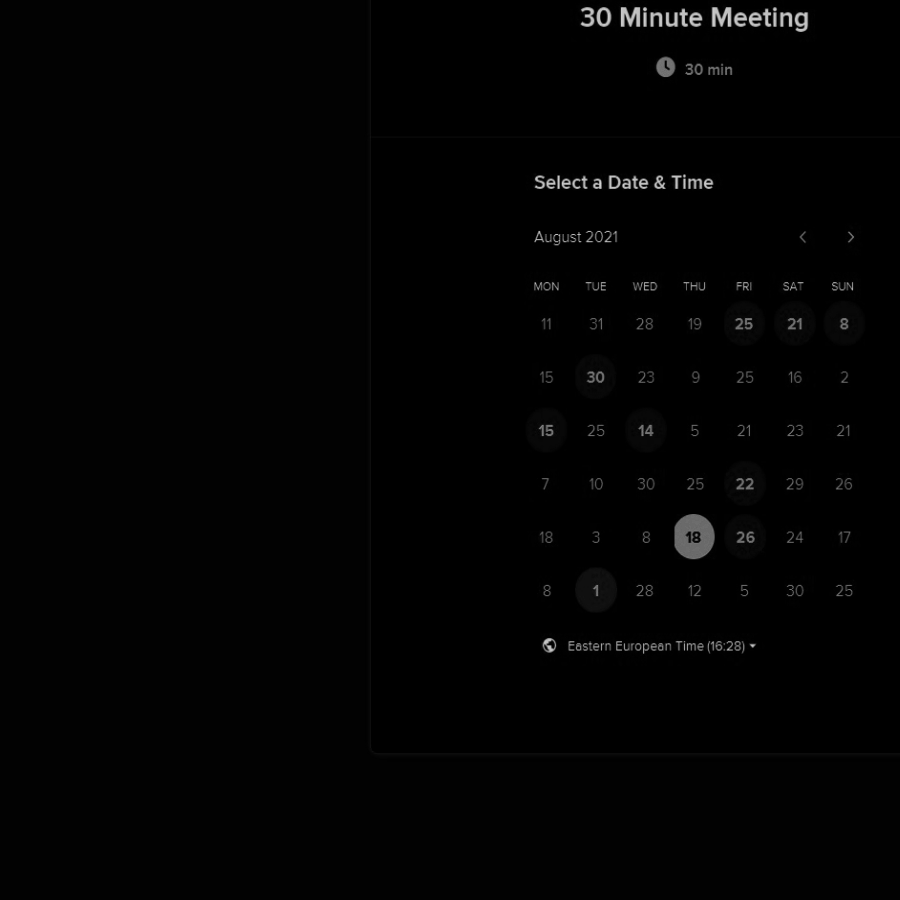 30 Minute Meeting
30 min
Select a Date & Time
August 2021
MON TUE WED THU FRI SAT SUN
11 31 28 19 25 21 8
15 30 23 9 25 16 2
15 25 14 5 21 23 21
7 10 30 25 22 29 26
18 3 8 18 26 24 17
8 1 28 12 5 30 25
Eastern European Time (16:28)